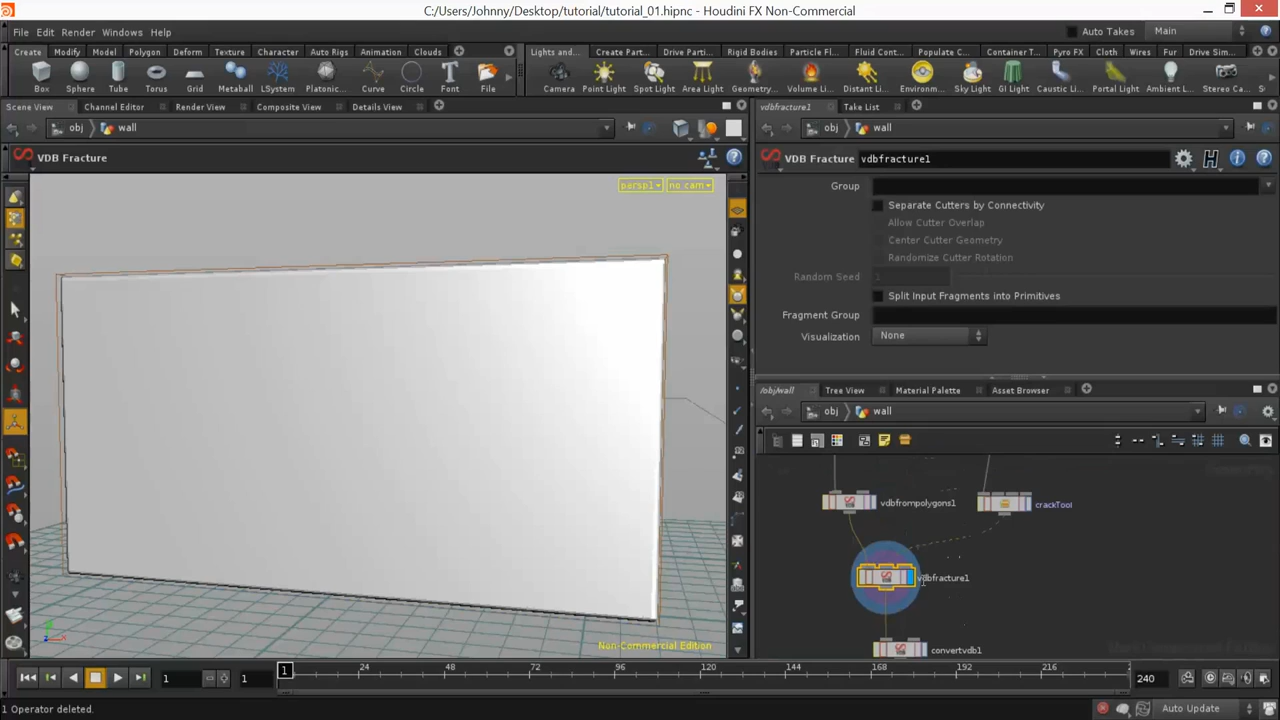 C:/Users/Johnny/Desktop/tutorial/tutorial_01.hipnc - Houdini FX Non-Commercial
File Edit Render Windows Help
Auto Takes Main
Create Modify Model Polygon Deform Texture Character Auto Rigs Animation Clouds
Lights and... Create Part... Drive Parti... Rigid Bodies Particle Fl... Fluid Cont... Populate C... Container T... Pyro FX Cloth Wires Fur Drive Sim...
Box Sphere Tube Torus Grid Metaball LSystem Platonic... Curve Circle Font File
Camera Point Light Spot Light Area Light Geometry... Volume Li... Distant Li... Environm... Sky Light GI Light Caustic Li... Portal Light Ambient L... Stereo Ca...
Scene View Channel Editor Render View Composite View Details View
vdbfracture1 Take List
obj wall
obj wall
VDB Fracture
VDB Fracture vdbfracture1
persp1 no cam
Group
Separate Cutters by Connectivity
Allow Cutter Overlap
Center Cutter Geometry
Randomize Cutter Rotation
Random Seed 1
Split Input Fragments into Primitives
Fragment Group
Visualization None
/obj/wall Tree View Material Palette Asset Browser
obj wall
vdbfrompolygons1
crackTool
vdbfracture1
convertvdb1
Non-Commercial Edition
1 1 1 24 48 72 96 120 144 168 192 216 240
1 Operator deleted.
Auto Update